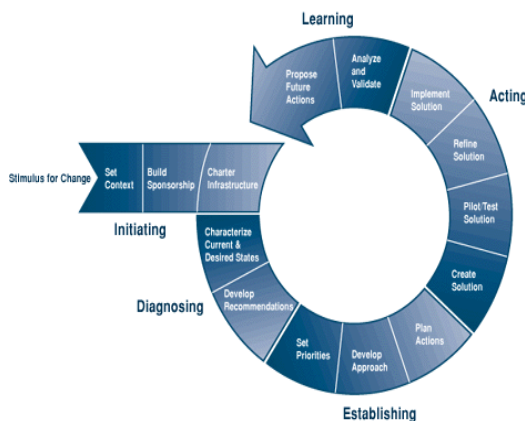 Learning
Propose
Future
Actions
Analyze
and
Validate
Implement
Solution
Acting
Refine
Solution
Pilot/Test
Solution
Create
Solution
Stimulus for Change
Set
Context
Build
Sponsorship
Charter
Infrastructure
Initiating
Characterize
Current &
Desired States
Diagnosing
Develop
Recommendations
Set
Priorities
Develop
Approach
Plan
Actions
Establishing